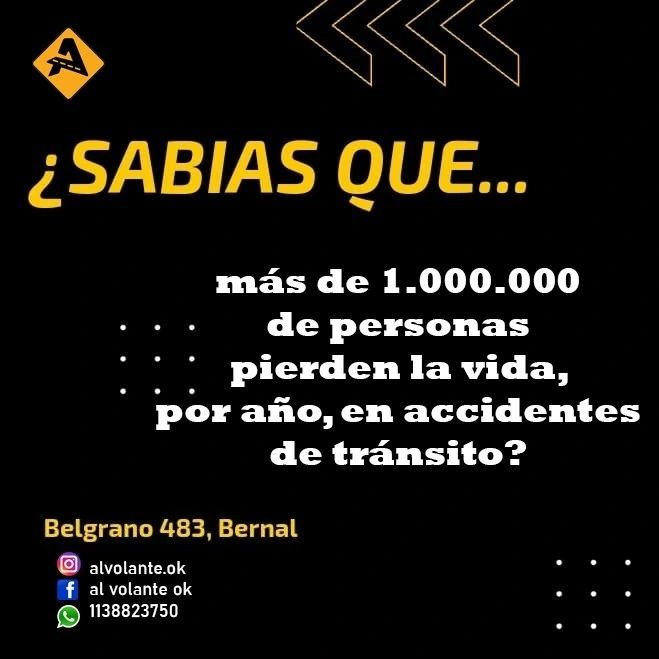 A
¿SABIAS QUE...
más de 1.000.000
de personas
pierden la vida,
por año, en accidentes
de tránsito?
Belgrano 483, Bernal
alvolante.ok
al volante ok
1138823750